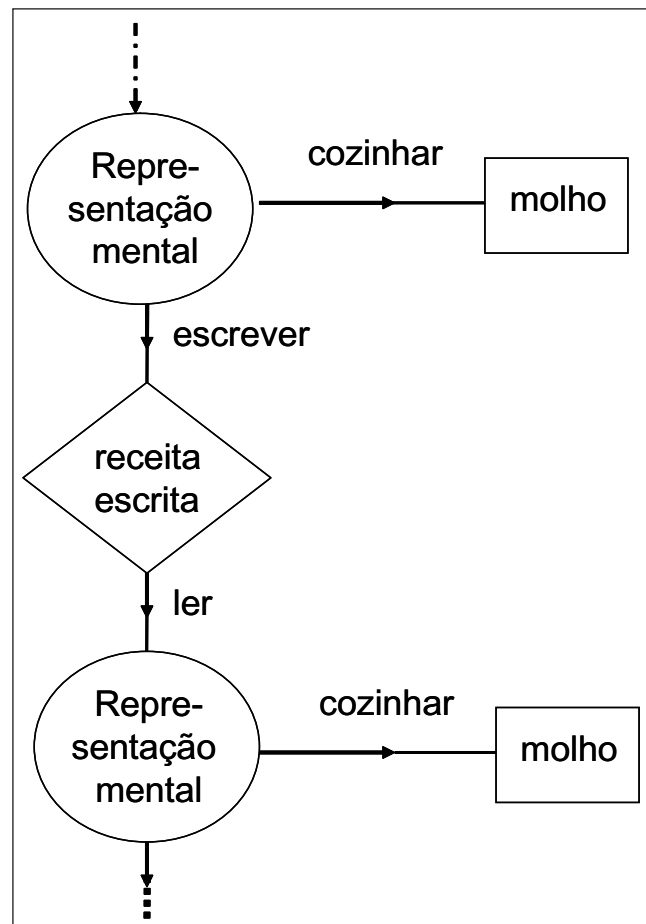 Repre-
sentação
mental
cozinhar
molho
escrever
receita
escrita
ler
Repre-
sentação
mental
cozinhar
molho